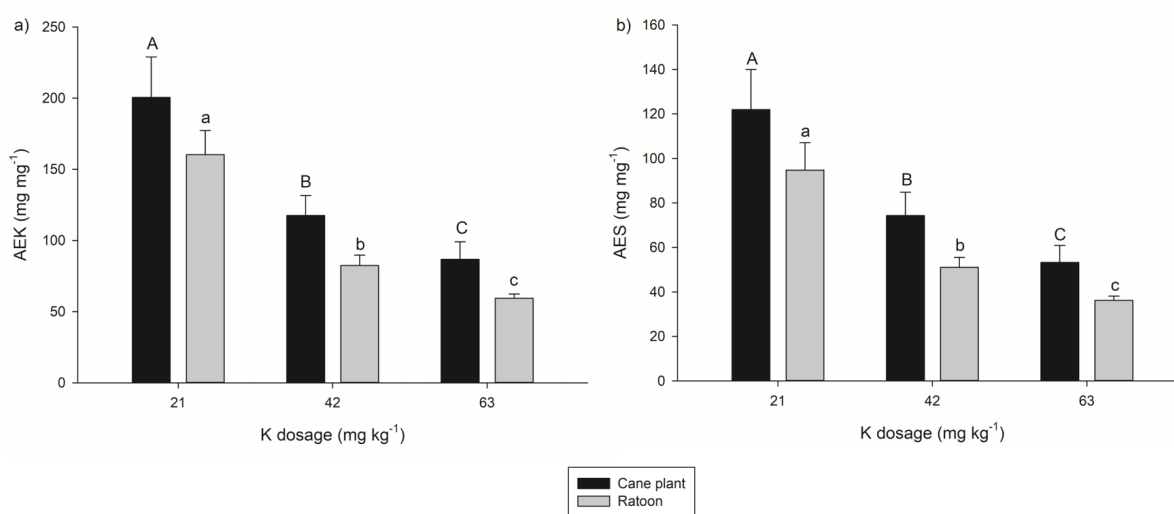 a)
250
200
150
100
50
0
AEK (mg mg⁻¹)
A
a
B
b
C
c
21 42 63
K dosage (mg kg⁻¹)
b)
160
140
120
100
80
60
40
20
0
AES (mg mg⁻¹)
A
a
B
b
C
c
21 42 63
K dosage (mg kg⁻¹)
Cane plant
Ratoon